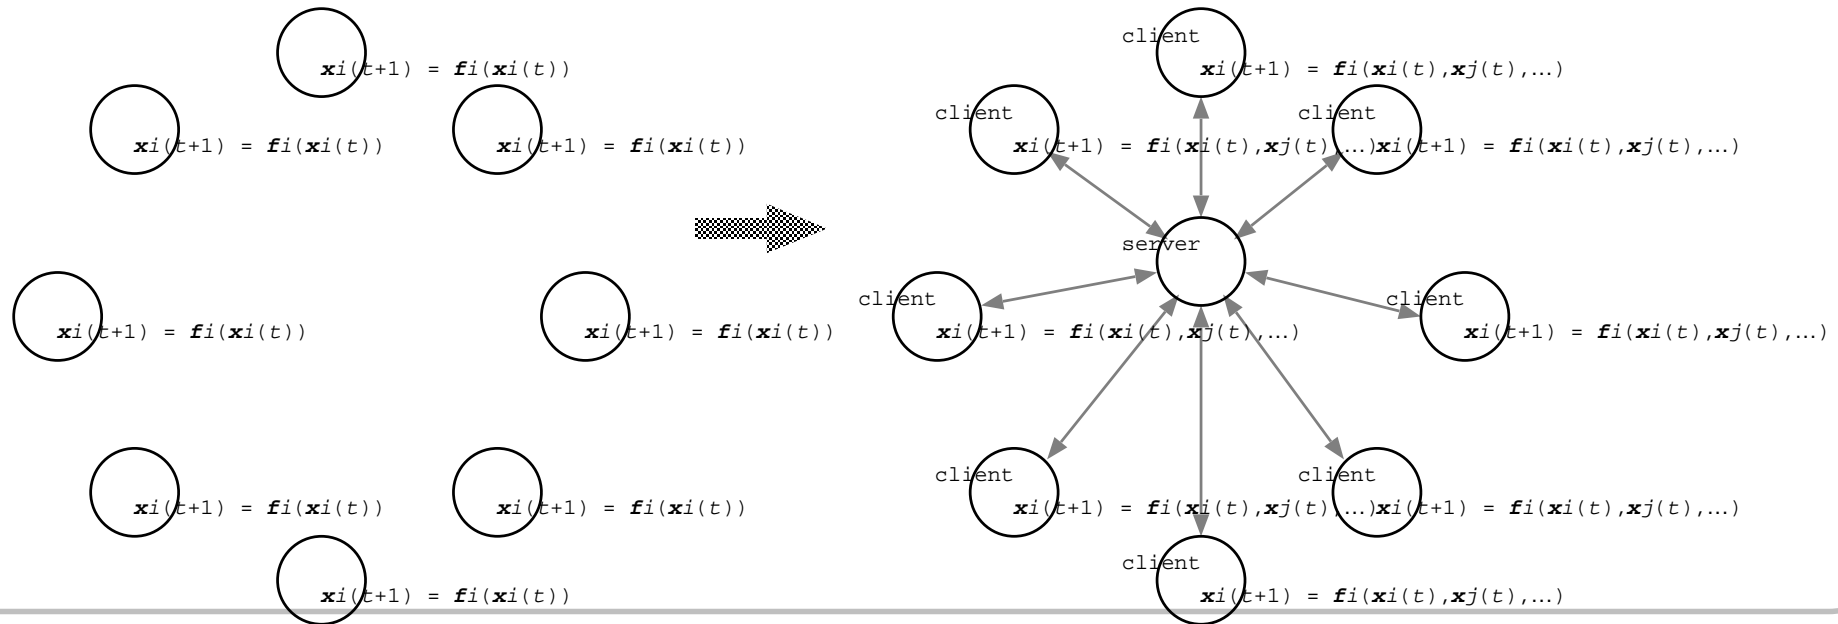 xi(t+1) = fi(xi(t))
xi(t+1) = fi(xi(t))
xi(t+1) = fi(xi(t))
xi(t+1) = fi(xi(t))
xi(t+1) = fi(xi(t))
xi(t+1) = fi(xi(t))
xi(t+1) = fi(xi(t))
xi(t+1) = fi(xi(t))
client
xi(t+1) = fi(xi(t),xj(t),...)
client
xi(t+1) = fi(xi(t),xj(t),...)
client
xi(t+1) = fi(xi(t),xj(t),...)
server
client
xi(t+1) = fi(xi(t),xj(t),...)
client
xi(t+1) = fi(xi(t),xj(t),...)
client
xi(t+1) = fi(xi(t),xj(t),...)
client
xi(t+1) = fi(xi(t),xj(t),...)
client
xi(t+1) = fi(xi(t),xj(t),...)